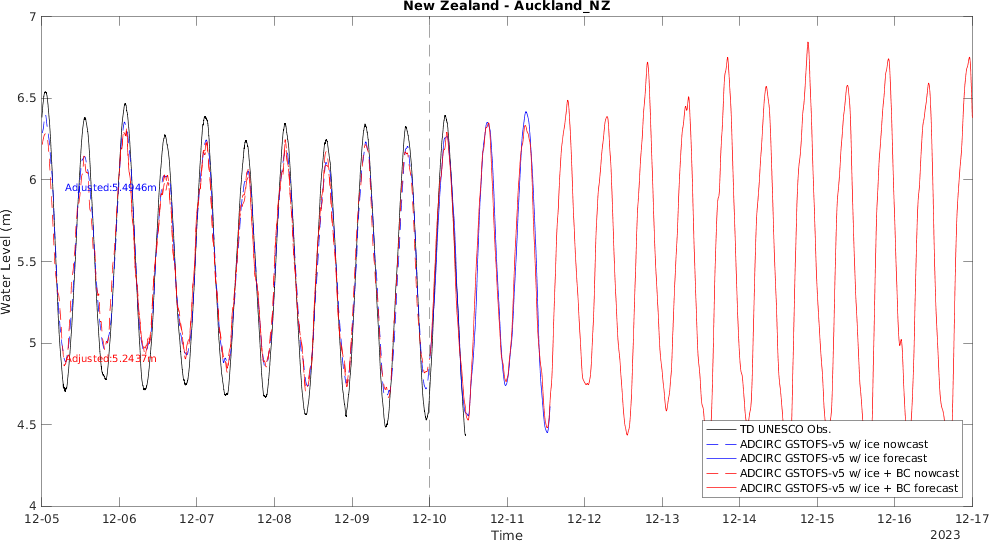 New Zealand - Auckland_NZ
7
6.5
6
5.5
5
4.5
4
Water Level (m)
Adjusted:5.4946m
Adjusted:5.2437m
TD UNESCO Obs.
ADCIRC GSTOFS-v5 w/ ice nowcast
ADCIRC GSTOFS-v5 w/ ice forecast
ADCIRC GSTOFS-v5 w/ ice + BC nowcast
ADCIRC GSTOFS-v5 w/ ice + BC forecast
12-05 12-06 12-07 12-08 12-09 12-10 12-11 12-12 12-13 12-14 12-15 12-16 12-17
Time
2023